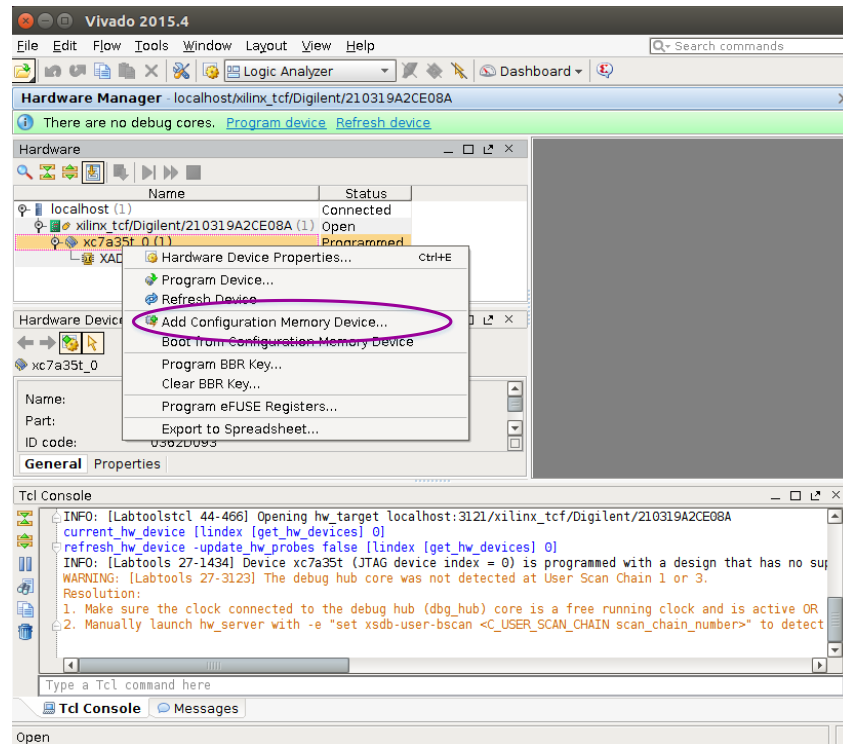 Vivado 2015.4
File Edit Flow Tools Window Layout View Help
Search commands
Logic Analyzer
Dashboard
Hardware Manager - localhost/xilinx_tcf/Digilent/210319A2CE08A
There are no debug cores. Program device Refresh device
Hardware
Name Status
localhost (1) Connected
xilinx_tcf/Digilent/210319A2CE08A (1) Open
xc7a35t_0 (1) Programmed
XAD
Hardware Device Properties... Ctrl+E
Program Device...
Refresh Device
Hardware Device
Add Configuration Memory Device...
Boot from Configuration Memory Device
xc7a35t_0
Program BBR Key...
Clear BBR Key...
Name:
Program eFUSE Registers...
Part:
Export to Spreadsheet...
ID code: 0362D093
General Properties
Tcl Console
INFO: [Labtoolstcl 44-466] Opening hw_target localhost:3121/xilinx_tcf/Digilent/210319A2CE08A
current_hw_device [lindex [get_hw_devices] 0]
refresh_hw_device -update_hw_probes false [lindex [get_hw_devices] 0]
INFO: [Labtools 27-1434] Device xc7a35t (JTAG device index = 0) is programmed with a design that has no sup
WARNING: [Labtools 27-3123] The debug hub core was not detected at User Scan Chain 1 or 3.
Resolution:
1. Make sure the clock connected to the debug hub (dbg_hub) core is a free running clock and is active OR
2. Manually launch hw_server with -e "set xsdb-user-bscan <C_USER_SCAN_CHAIN scan_chain_number>" to detect
Type a Tcl command here
Tcl Console Messages
Open